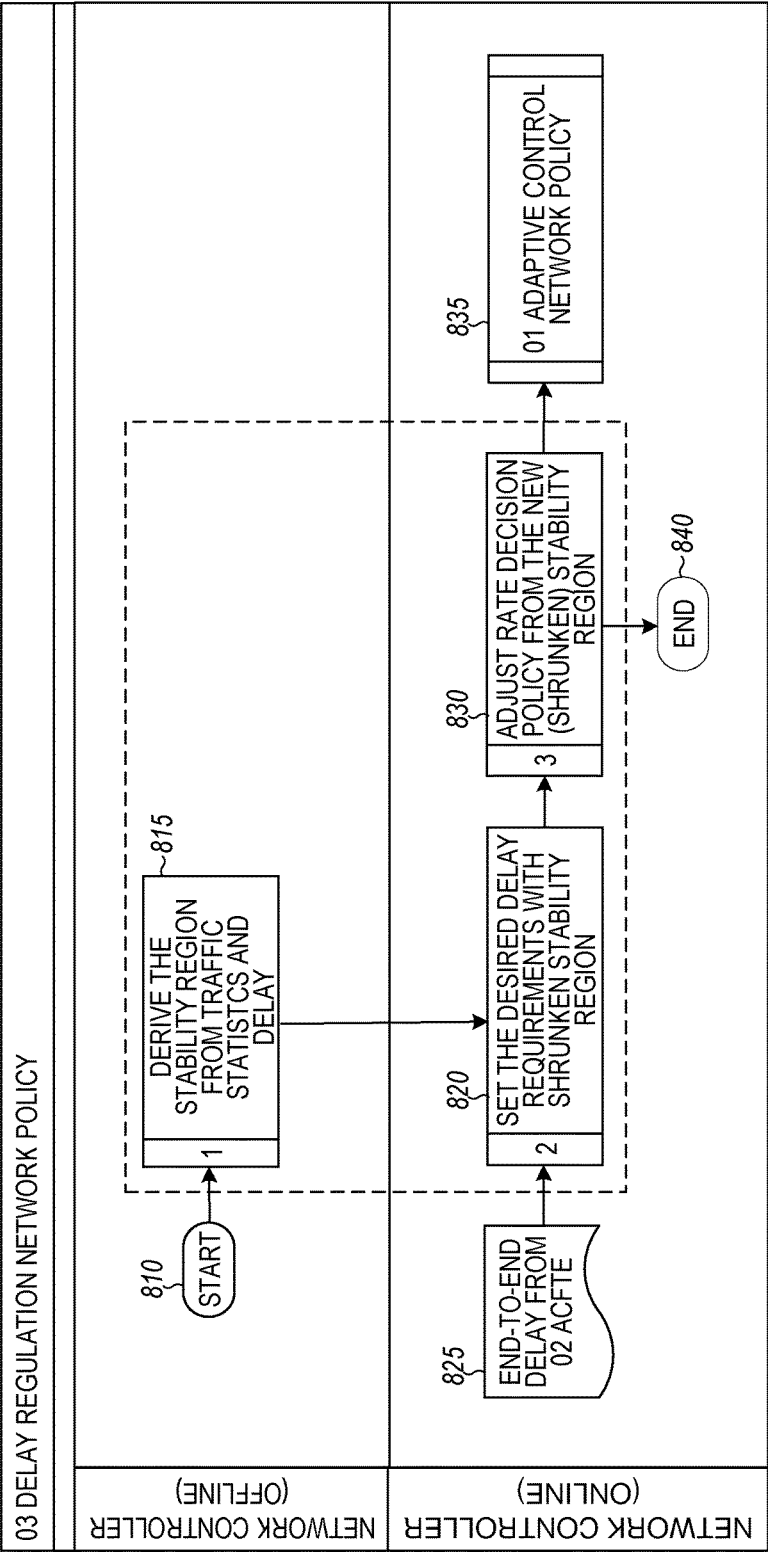 03 DELAY REGULATION NETWORK POLICY
NETWORK CONTROLLER
(OFFLINE)
810
START
1
DERIVE THE
STABILITY REGION
FROM TRAFFIC
STATISTCS AND
DELAY
815
NETWORK CONTROLLER
(ONLINE)
825
END-TO-END
DELAY FROM
02 ACFTE
820
2
SET THE DESIRED DELAY
REQUIREMENTS WITH
SHRUNKEN STABILITY
REGION
830
3
ADJUST RATE DECISION
POLICY FROM THE NEW
(SHRUNKEN) STABILITY
REGION
835
01 ADAPTIVE CONTROL
NETWORK POLICY
END
840